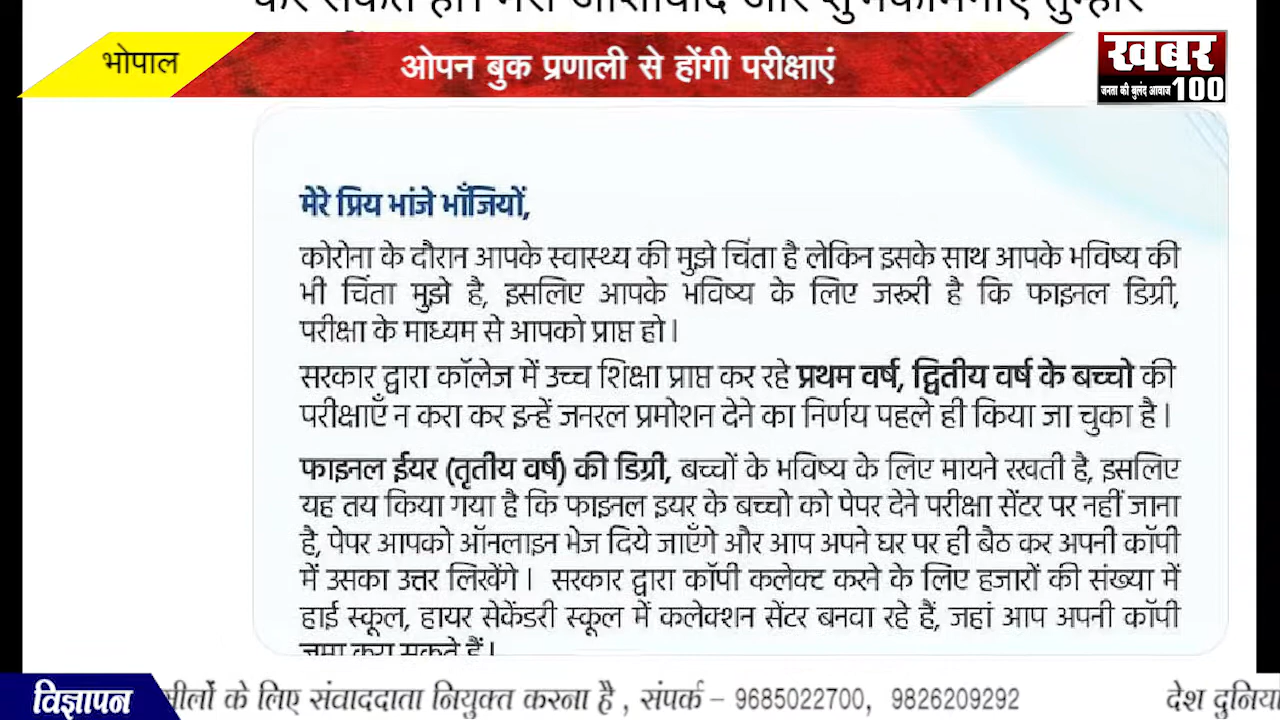 भोपाल
ओपन बुक प्रणाली से होंगी परीक्षाएं
खबर
जनता की बुलंद आवाज 100
मेरे प्रिय भांजे भाँजियों,
कोरोना के दौरान आपके स्वास्थ्य की मुझे चिंता है लेकिन इसके साथ आपके भविष्य की
भी चिंता मुझे है, इसलिए आपके भविष्य के लिए जरूरी है कि फाइनल डिग्री,
परीक्षा के माध्यम से आपको प्राप्त हो।
सरकार द्वारा कॉलेज में उच्च शिक्षा प्राप्त कर रहे प्रथम वर्ष, द्वितीय वर्ष के बच्चो की
परीक्षाएँ न करा कर इन्हें जनरल प्रमोशन देने का निर्णय पहले ही किया जा चुका है।
फाइनल ईयर (तृतीय वर्ष) की डिग्री, बच्चों के भविष्य के लिए मायने रखती है, इसलिए
यह तय किया गया है कि फाइनल इयर के बच्चो को पेपर देने परीक्षा सेंटर पर नहीं जाना
है, पेपर आपको ऑनलाइन भेज दिये जाएँगे और आप अपने घर पर ही बैठ कर अपनी कॉपी
में उसका उत्तर लिखेंगे। सरकार द्वारा कॉपी कलेक्ट करने के लिए हजारों की संख्या में
हाई स्कूल, हायर सेकेंडरी स्कूल में कलेक्शन सेंटर बनवा रहे हैं, जहां आप अपनी कॉपी
जमा करा सकते हैं।
विज्ञापन के लिए संवाददाता नियुक्त करना है , संपर्क – 9685022700, 9826209292 देश